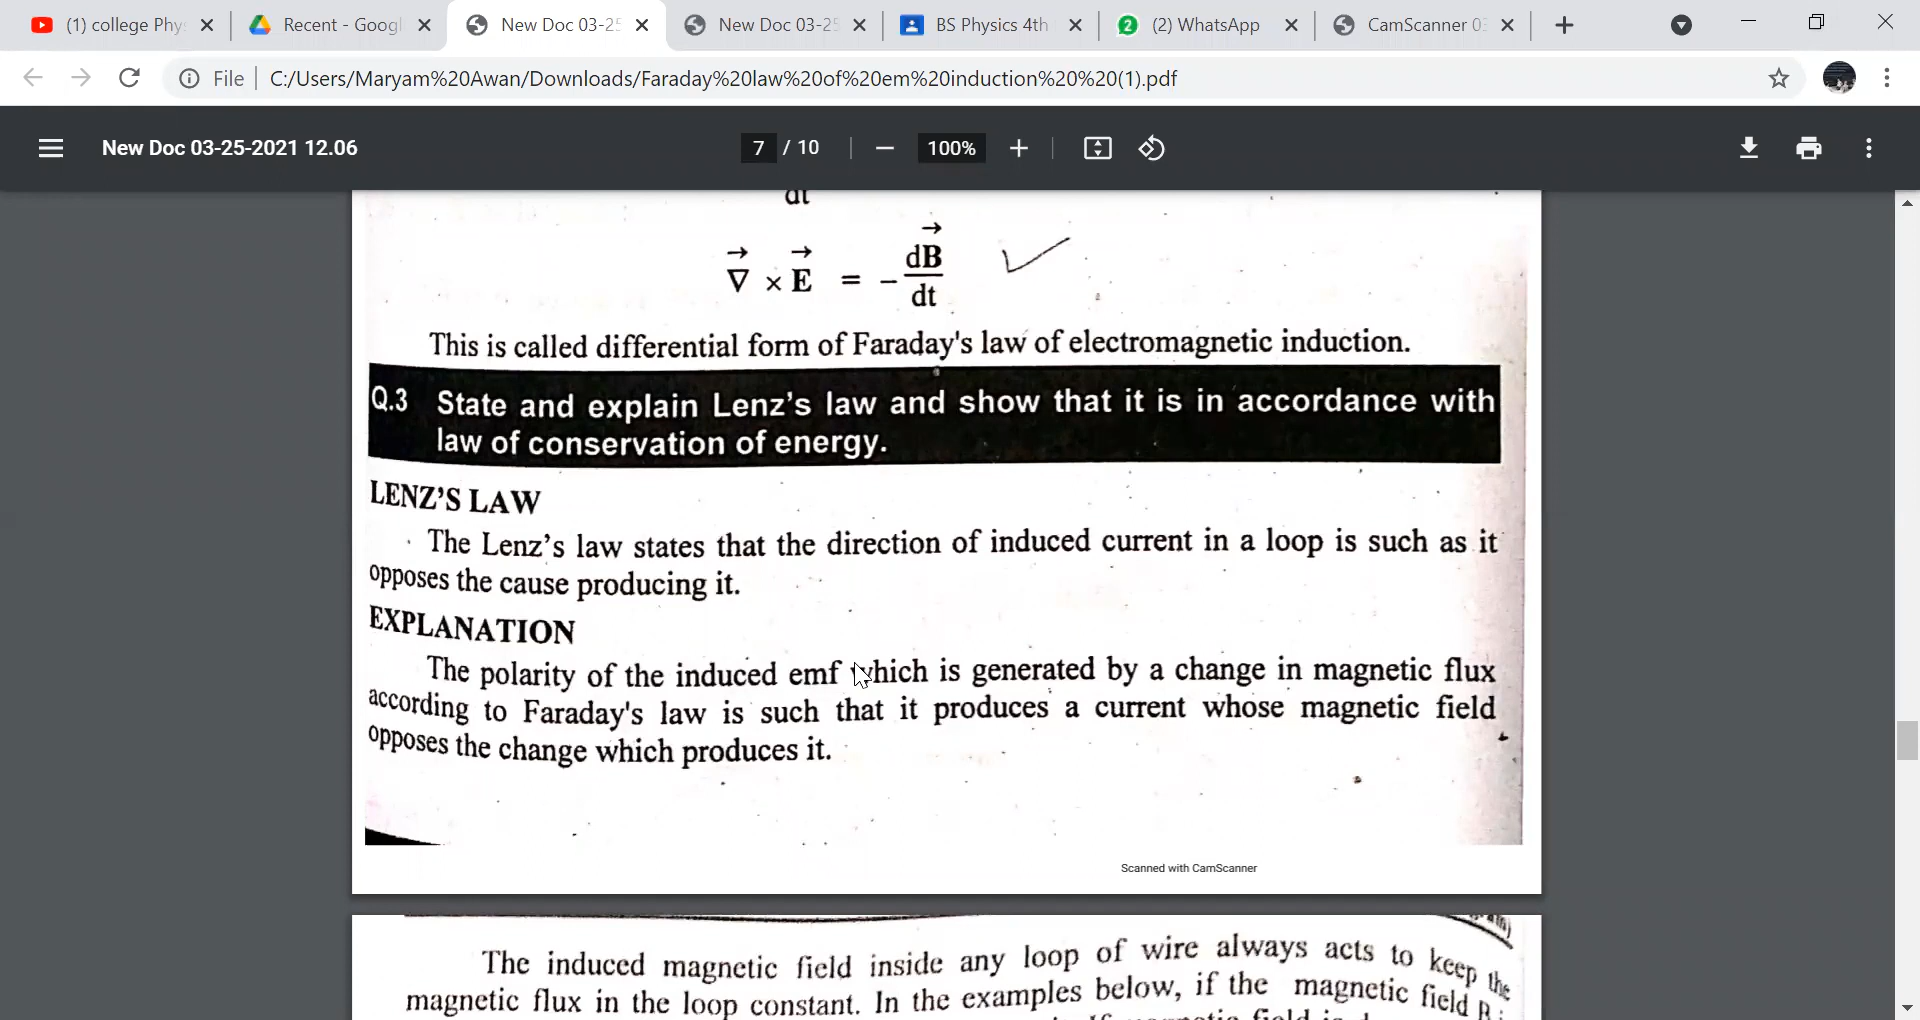 (1) college Phy
Recent - Googl
New Doc 03-25
New Doc 03-25
BS Physics 4th
2
(2) WhatsApp
CamScanner 03
File
C:/Users/Maryam%20Awan/Downloads/Faraday%20law%20of%20em%20induction%20%20(1).pdf
New Doc 03-25-2021 12.06
7 / 10
100%
dt
∇ × E = - dB/dt
This is called differential form of Faraday's law of electromagnetic induction.
Q.3 State and explain Lenz's law and show that it is in accordance with
law of conservation of energy.
LENZ'S LAW
The Lenz's law states that the direction of induced current in a loop is such as it
opposes the cause producing it.
EXPLANATION
The polarity of the induced emf which is generated by a change in magnetic flux
according to Faraday's law is such that it produces a current whose magnetic field
opposes the change which produces it.
Scanned with CamScanner
The induced magnetic field inside any loop of wire always acts to keep the
magnetic flux in the loop constant. In the examples below, if the magnetic field B
magnetic field is